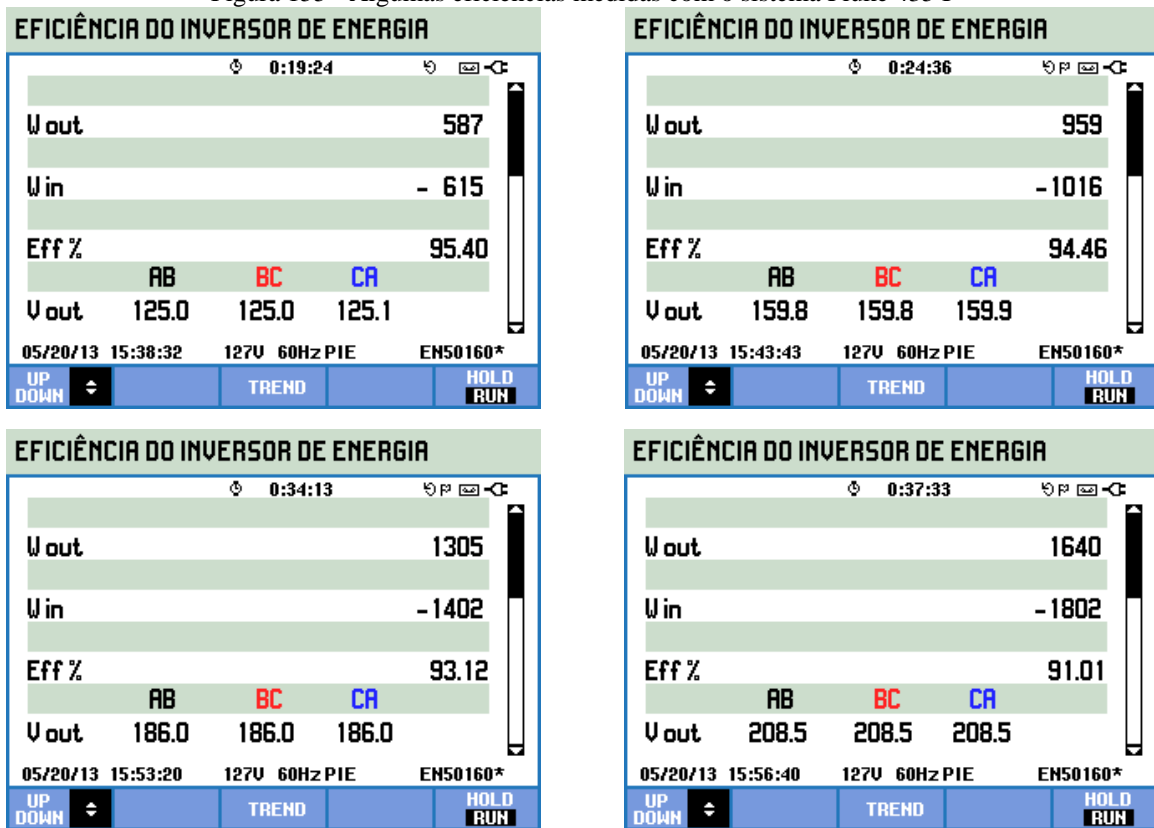 EFICIÊNCIA DO INVERSOR DE ENERGIA
0:19:24
W out 587
W in - 615
Eff % 95.40
AB BC CA
V out 125.0 125.0 125.1
05/20/13 15:38:32 127V 60Hz PIE EN50160*
UP DOWN TREND HOLD RUN
EFICIÊNCIA DO INVERSOR DE ENERGIA
0:24:36
W out 959
W in -1016
Eff % 94.46
AB BC CA
V out 159.8 159.8 159.9
05/20/13 15:43:43 127V 60Hz PIE EN50160*
UP DOWN TREND HOLD RUN
EFICIÊNCIA DO INVERSOR DE ENERGIA
0:34:13
W out 1305
W in -1402
Eff % 93.12
AB BC CA
V out 186.0 186.0 186.0
05/20/13 15:53:20 127V 60Hz PIE EN50160*
UP DOWN TREND HOLD RUN
EFICIÊNCIA DO INVERSOR DE ENERGIA
0:37:33
W out 1640
W in -1802
Eff % 91.01
AB BC CA
V out 208.5 208.5 208.5
05/20/13 15:56:40 127V 60Hz PIE EN50160*
UP DOWN TREND HOLD RUN